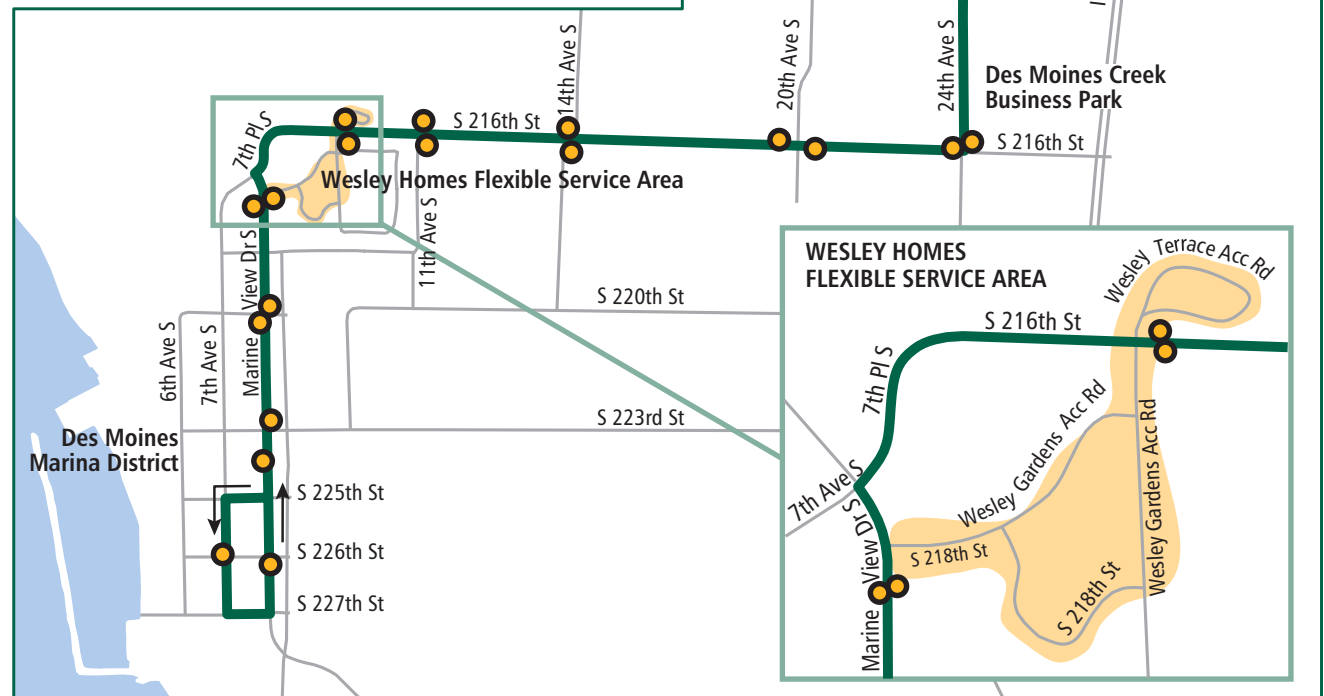 14th Ave S
20th Ave S
24th Ave S
Des Moines Creek
Business Park
7th Pl S
S 216th St
S 216th St
Wesley Homes Flexible Service Area
11th Ave S
Marine View Dr S
S 220th St
6th Ave S
7th Ave S
S 223rd St
Des Moines
Marina District
S 225th St
S 226th St
S 227th St
WESLEY HOMES
FLEXIBLE SERVICE AREA
Wesley Terrace Acc Rd
S 216th St
7th Pl S
Wesley Gardens Acc Rd
Wesley Gardens Acc Rd
7th Ave S
S 218th St
S 218th St
Marine View Dr S